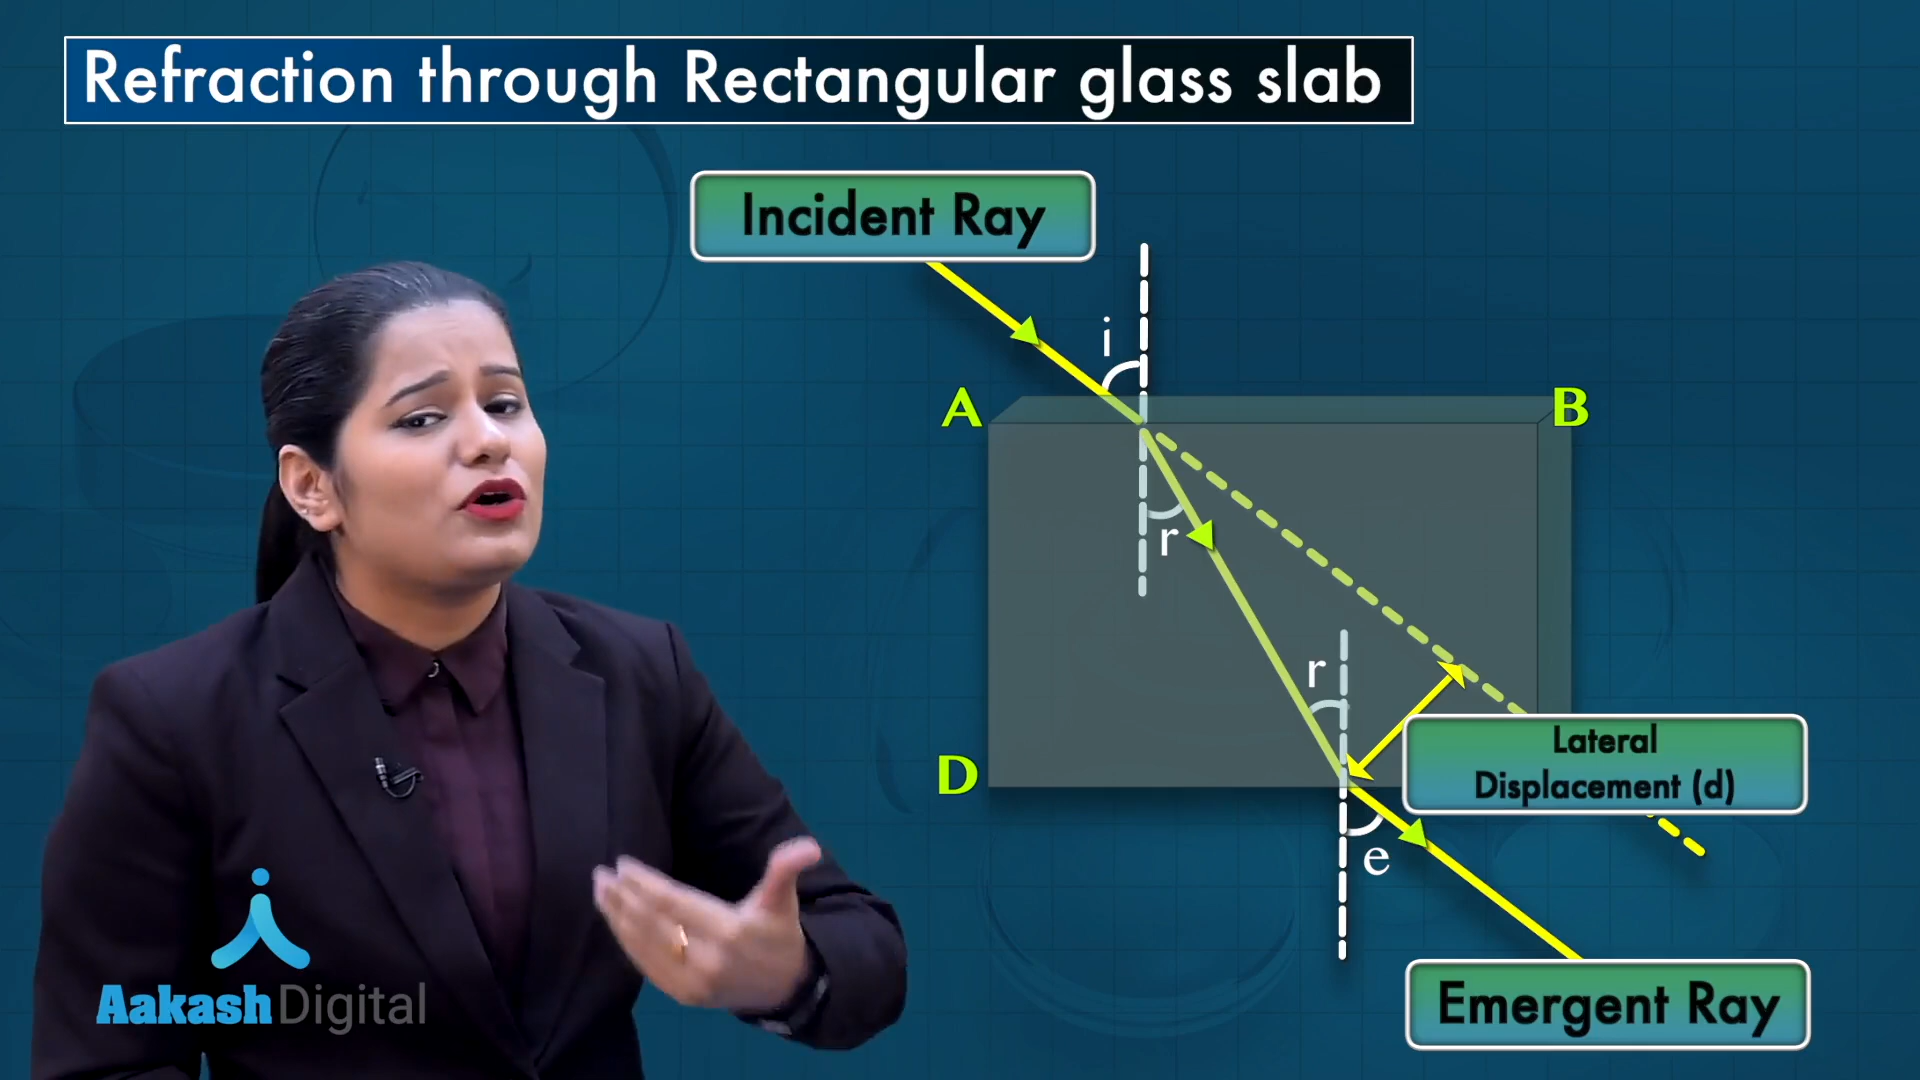 Refraction through Rectangular glass slab
Incident Ray
i
A
B
r
r
Lateral
Displacement (d)
D
e
Emergent Ray
Aakash Digital